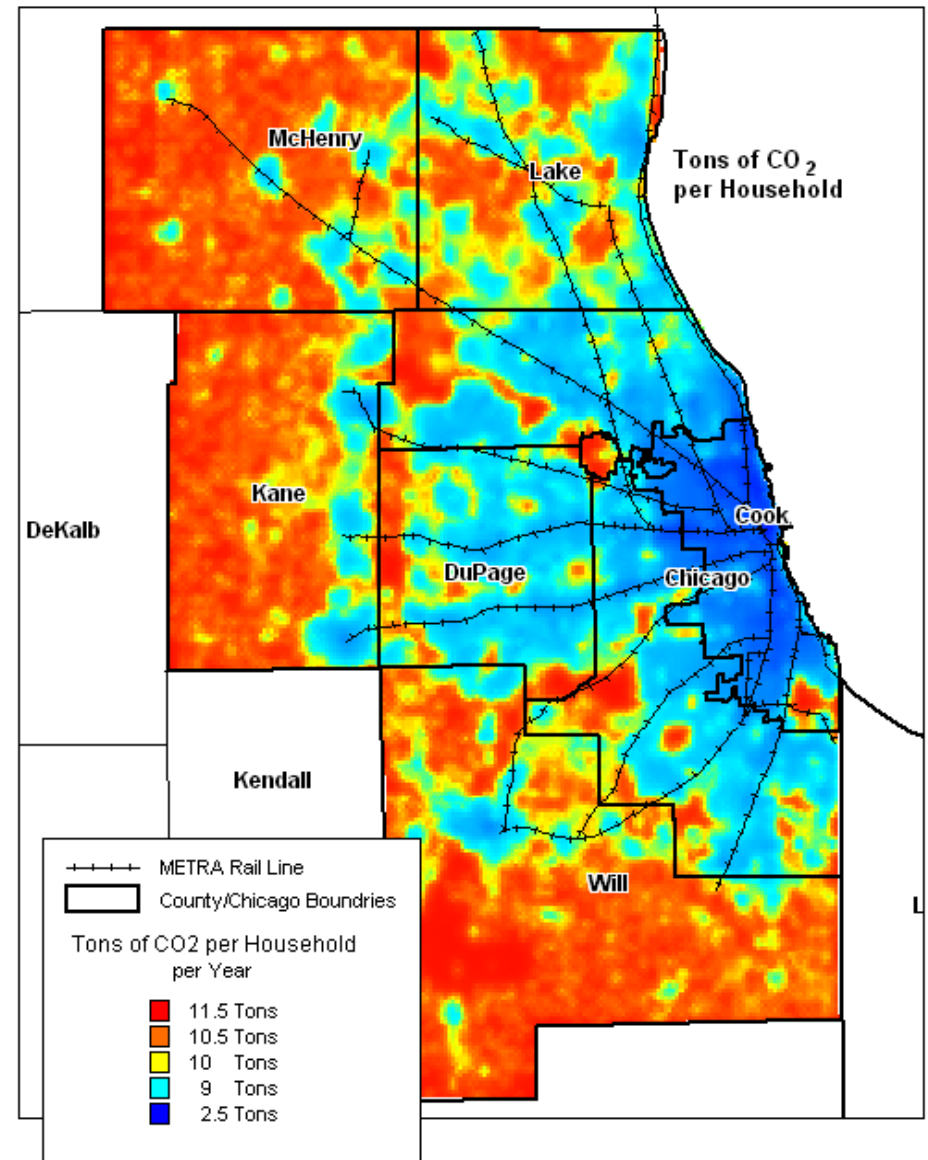 McHenry
Lake
Tons of CO 2
per Household
Kane
DeKalb
Cook
DuPage
Chicago
Kendall
Will
L
METRA Rail Line
County/Chicago Boundries
Tons of CO2 per Household
per Year
11.5 Tons
10.5 Tons
10 Tons
9 Tons
2.5 Tons